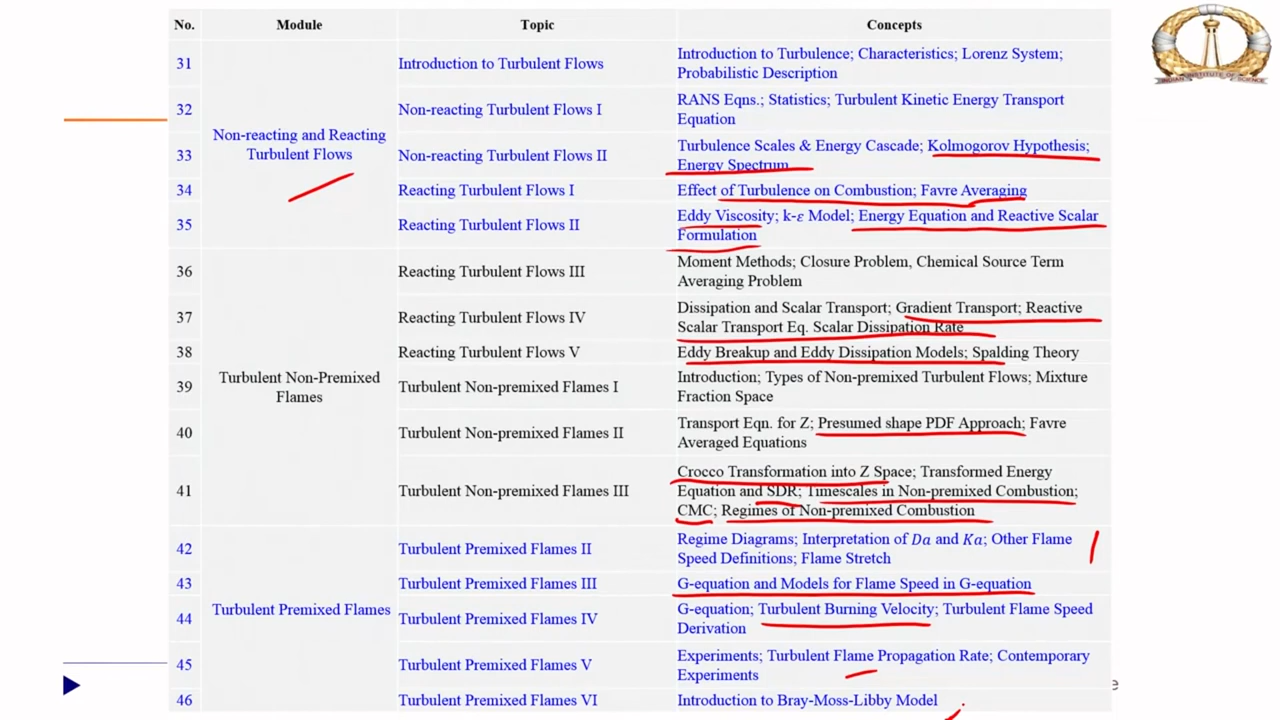 No. Module Topic Concepts
31 Introduction to Turbulent Flows Introduction to Turbulence; Characteristics; Lorenz System;
Probabilistic Description
32 Non-reacting Turbulent Flows I RANS Eqns.; Statistics; Turbulent Kinetic Energy Transport
Equation
Non-reacting and Reacting
Turbulent Flows
33 Non-reacting Turbulent Flows II Turbulence Scales & Energy Cascade; Kolmogorov Hypothesis;
Energy Spectrum
34 Reacting Turbulent Flows I Effect of Turbulence on Combustion; Favre Averaging
35 Reacting Turbulent Flows II Eddy Viscosity; k-ε Model; Energy Equation and Reactive Scalar
Formulation
36 Reacting Turbulent Flows III Moment Methods; Closure Problem, Chemical Source Term
Averaging Problem
37 Reacting Turbulent Flows IV Dissipation and Scalar Transport; Gradient Transport; Reactive
Scalar Transport Eq. Scalar Dissipation Rate
38 Reacting Turbulent Flows V Eddy Breakup and Eddy Dissipation Models; Spalding Theory
Turbulent Non-Premixed
Flames
39 Turbulent Non-premixed Flames I Introduction; Types of Non-premixed Turbulent Flows; Mixture
Fraction Space
40 Turbulent Non-premixed Flames II Transport Eqn. for Z; Presumed shape PDF Approach; Favre
Averaged Equations
41 Turbulent Non-premixed Flames III Crocco Transformation into Z Space; Transformed Energy
Equation and SDR; Timescales in Non-premixed Combustion;
CMC; Regimes of Non-premixed Combustion
42 Turbulent Premixed Flames II Regime Diagrams; Interpretation of Da and Ka; Other Flame
Speed Definitions; Flame Stretch
43 Turbulent Premixed Flames III G-equation and Models for Flame Speed in G-equation
Turbulent Premixed Flames
44 Turbulent Premixed Flames IV G-equation; Turbulent Burning Velocity; Turbulent Flame Speed
Derivation
45 Turbulent Premixed Flames V Experiments; Turbulent Flame Propagation Rate; Contemporary
Experiments
46 Turbulent Premixed Flames VI Introduction to Bray-Moss-Libby Model
INDIAN INSTITUTE OF SCIENCE